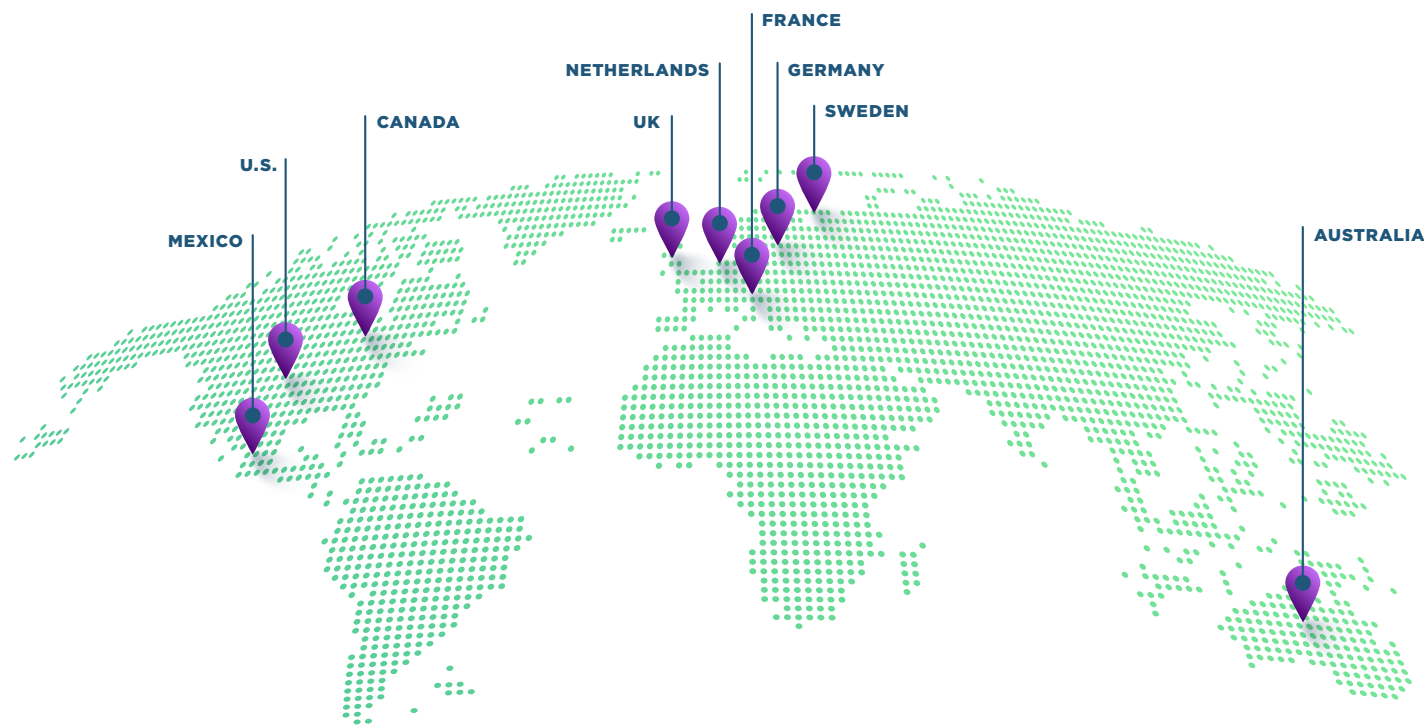 FRANCE
NETHERLANDS
GERMANY
SWEDEN
CANADA
UK
U.S.
MEXICO
AUSTRALIA